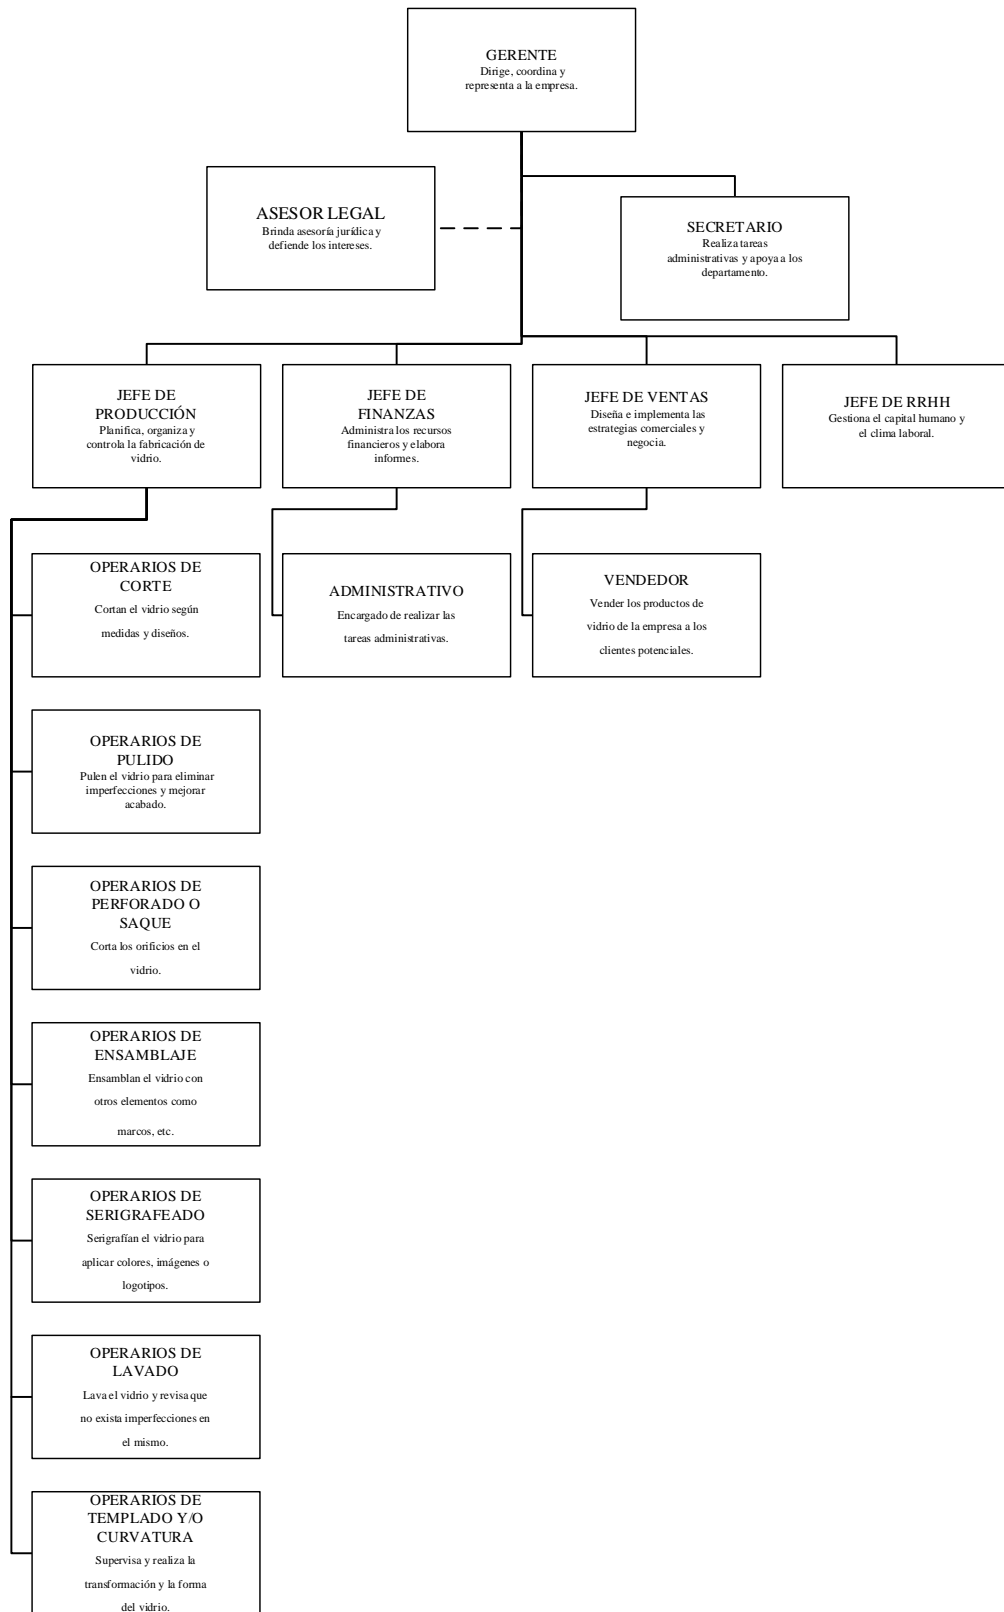 GERENTE
Dirige, coordina y
representa a la empresa.
ASESOR LEGAL
Brinda asesoría jurídica y
defiende los intereses.
SECRETARIO
Realiza tareas
administrativas y apoya a los
departamento.
JEFE DE
PRODUCCIÓN
Planifica, organiza y
controla la fabricación de
vidrio.
JEFE DE
FINANZAS
Administra los recursos
financieros y elabora
informes.
JEFE DE VENTAS
Diseña e implementa las
estrategias comerciales y
negocia.
JEFE DE RRHH
Gestiona el capital humano y
el clima laboral.
OPERARIOS DE
CORTE
Cortan el vidrio según
medidas y diseños.
ADMINISTRATIVO
Encargado de realizar las
tareas administrativas.
VENDEDOR
Vender los productos de
vidrio de la empresa a los
clientes potenciales.
OPERARIOS DE
PULIDO
Pulen el vidrio para eliminar
imperfecciones y mejorar
acabado.
OPERARIOS DE
PERFORADO O
SAQUE
Corta los orificios en el
vidrio.
OPERARIOS DE
ENSAMBLAJE
Ensamblan el vidrio con
otros elementos como
marcos, etc.
OPERARIOS DE
SERIGRAFEADO
Serigrafían el vidrio para
aplicar colores, imágenes o
logotipos.
OPERARIOS DE
LAVADO
Lava el vidrio y revisa que
no exista imperfecciones en
el mismo.
OPERARIOS DE
TEMPLADO Y/O
CURVATURA
Supervisa y realiza la
transformación y la forma
del vidrio.